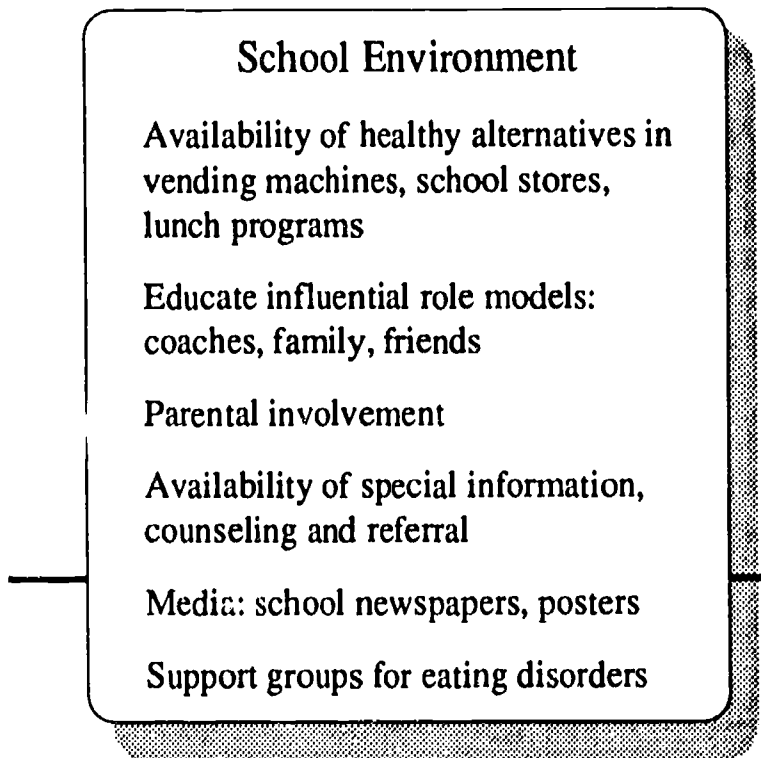 School Environment
Availability of healthy alternatives in
vending machines, school stores,
lunch programs
Educate influential role models:
coaches, family, friends
Parental involvement
Availability of special information,
counseling and referral
Media: school newspapers, posters
Support groups for eating disorders